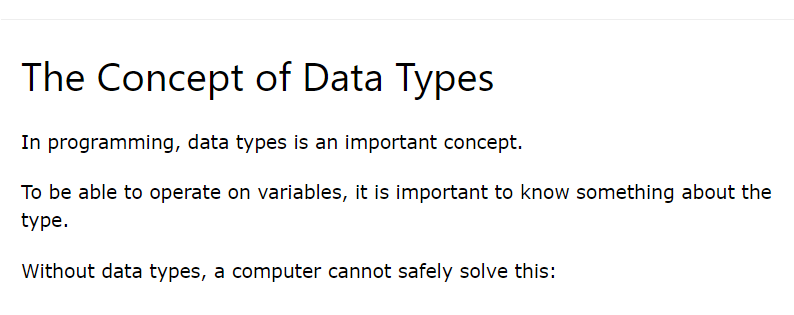 The Concept of Data Types
In programming, data types is an important concept.
To be able to operate on variables, it is important to know something about the
type.
Without data types, a computer cannot safely solve this: